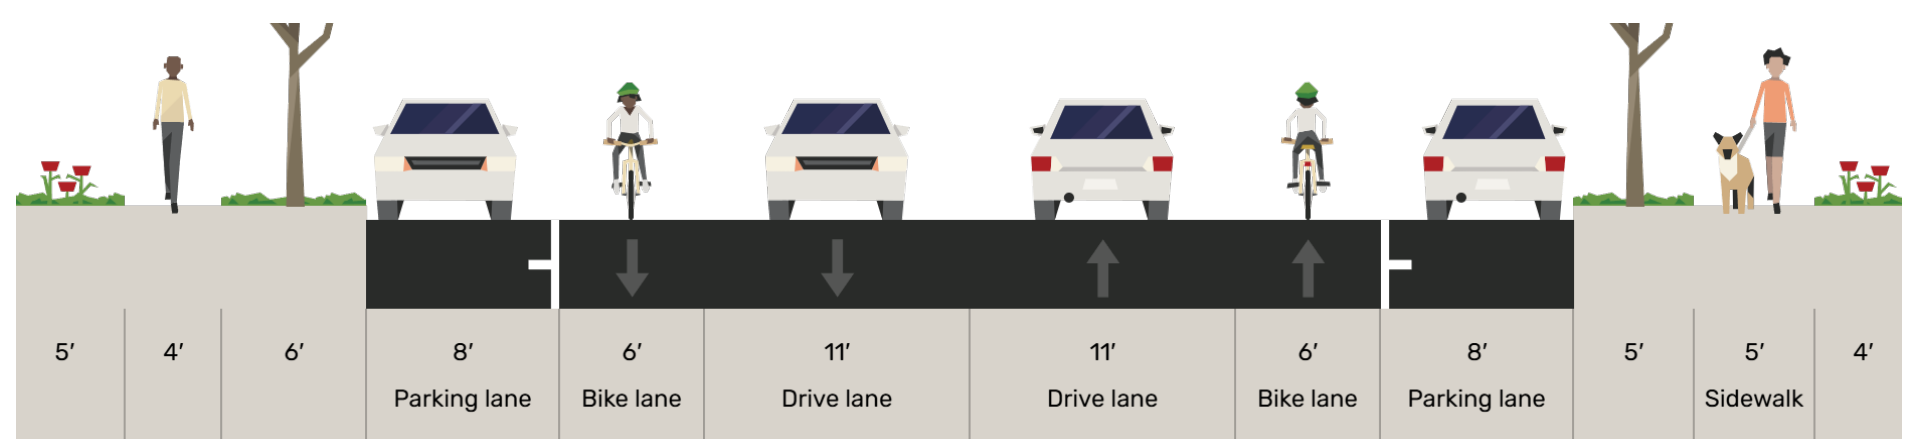 5′ 4′ 6′ 8′ 6′ 11′ 11′ 6′ 8′ 5′ 5′ 4′
Parking lane Bike lane Drive lane Drive lane Bike lane Parking lane Sidewalk